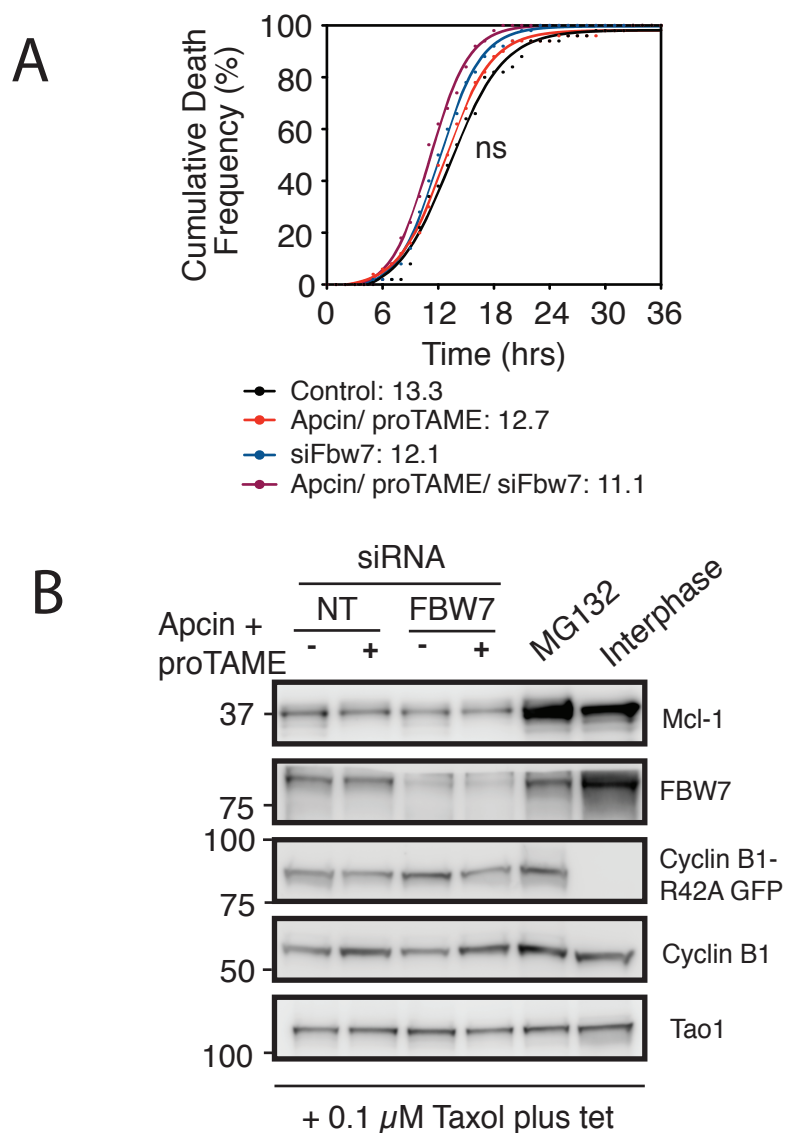 A
Cumulative Death
Frequency (%)
100
80
60
40
20
0
ns
0 6 12 18 24 30 36
Time (hrs)
Control: 13.3
Apcin/ proTAME: 12.7
siFbw7: 12.1
Apcin/ proTAME/ siFbw7: 11.1
B
siRNA
NT FBW7 MG132 Interphase
Apcin +
proTAME
- + - +
37 Mcl-1
FBW7
75
100
Cyclin B1-
R42A GFP
75
Cyclin B1
50
Tao1
100
+ 0.1 µM Taxol plus tet